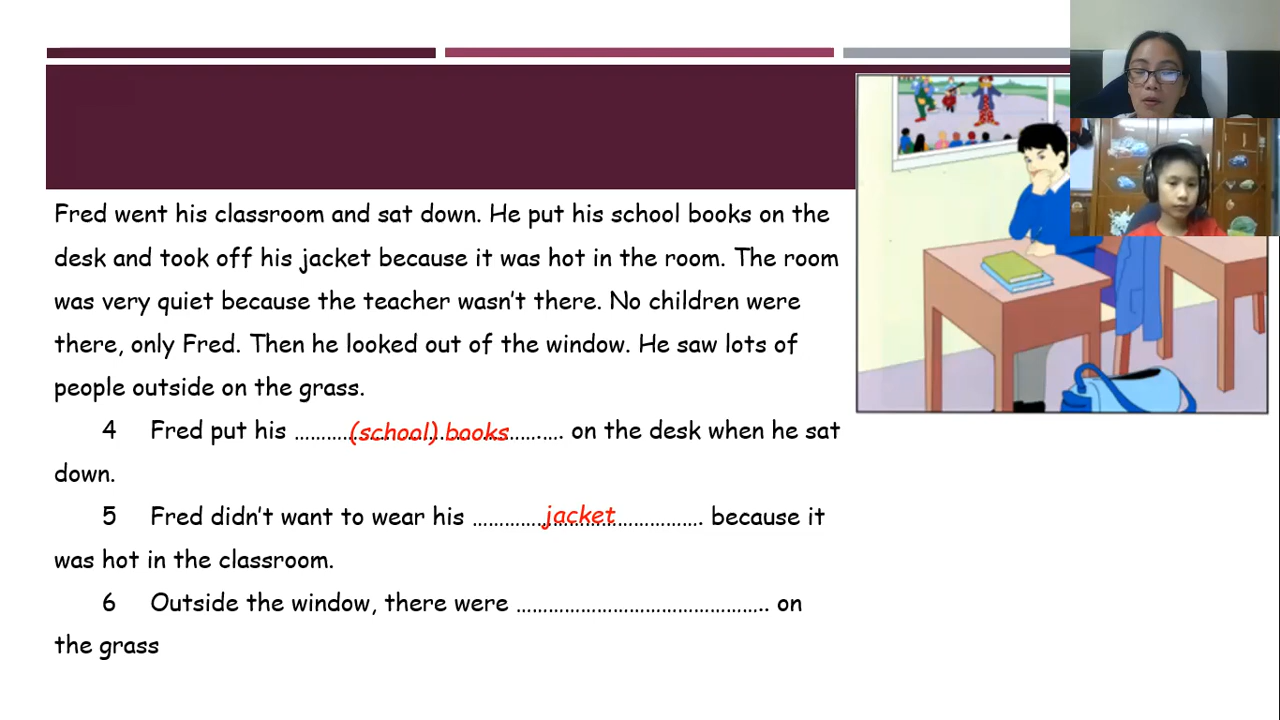 Fred went his classroom and sat down. He put his school books on the
desk and took off his jacket because it was hot in the room. The room
was very quiet because the teacher wasn't there. No children were
there, only Fred. Then he looked out of the window. He saw lots of
people outside on the grass.
4 Fred put his ……………(school) books…………. on the desk when he sat
down.
5 Fred didn't want to wear his …………jacket……………. because it
was hot in the classroom.
6 Outside the window, there were ……………………………………….. on
the grass